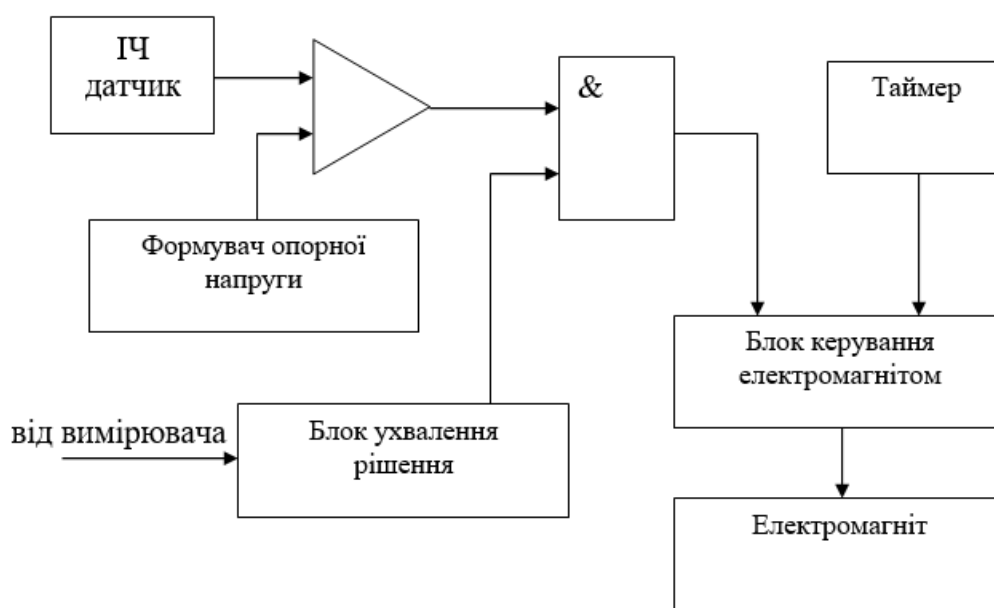 ІЧ
датчик
&
Таймер
Формувач опорної
напруги
Блок керування
електромагнітом
від вимірювача
Блок ухвалення
рішення
Електромагніт